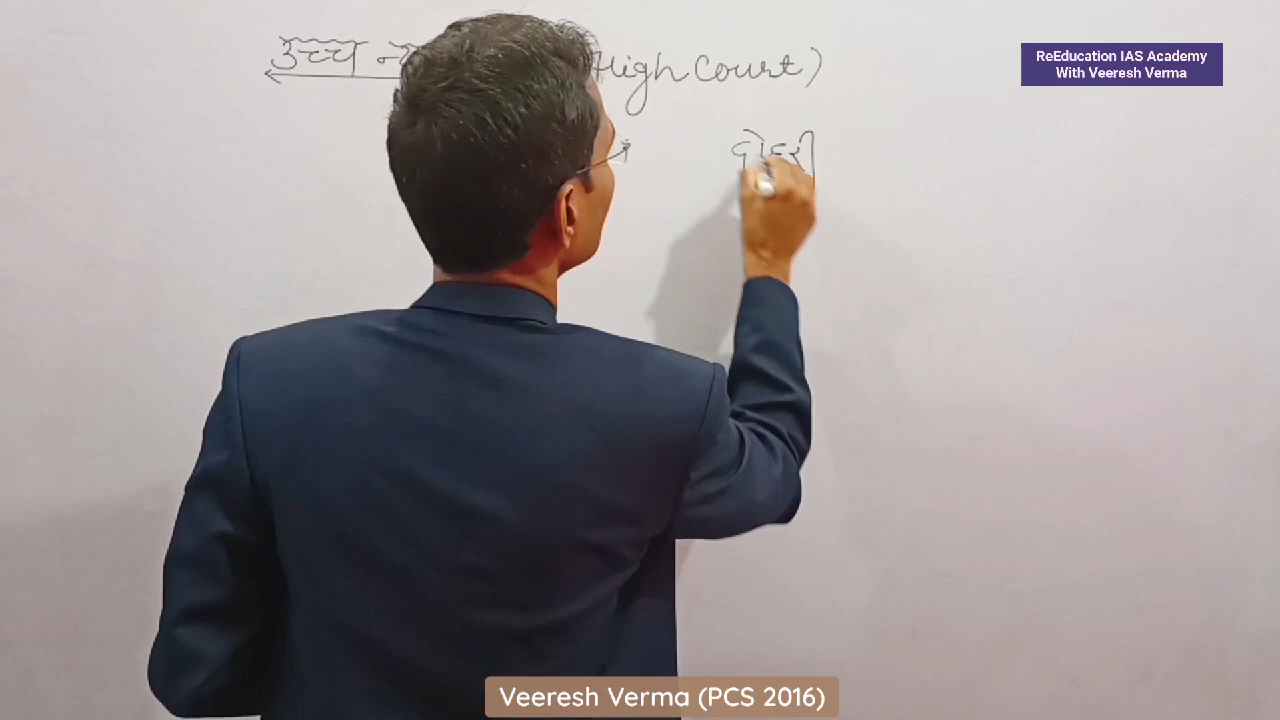 उच्च (High Court)
ReEducation IAS Academy
With Veeresh Verma
Veeresh Verma (PCS 2016)